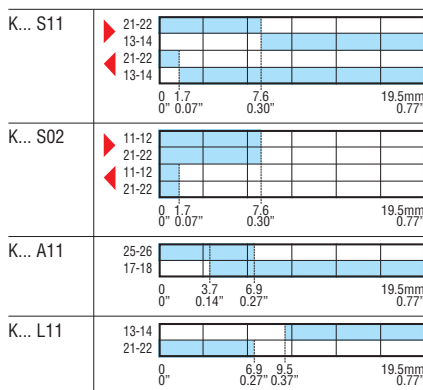 K... S11
21-22
13-14
21-22
13-14
0 1.7 7.6 19.5mm
0" 0.07" 0.30" 0.77"
K... S02
11-12
21-22
11-12
21-22
0 1.7 7.6 19.5mm
0" 0.07" 0.30" 0.77"
K... A11
25-26
17-18
0 3.7 6.9 19.5mm
0" 0.14" 0.27" 0.77"
K... L11
13-14
21-22
0 6.9 9.5 19.5mm
0" 0.27" 0.37" 0.77"